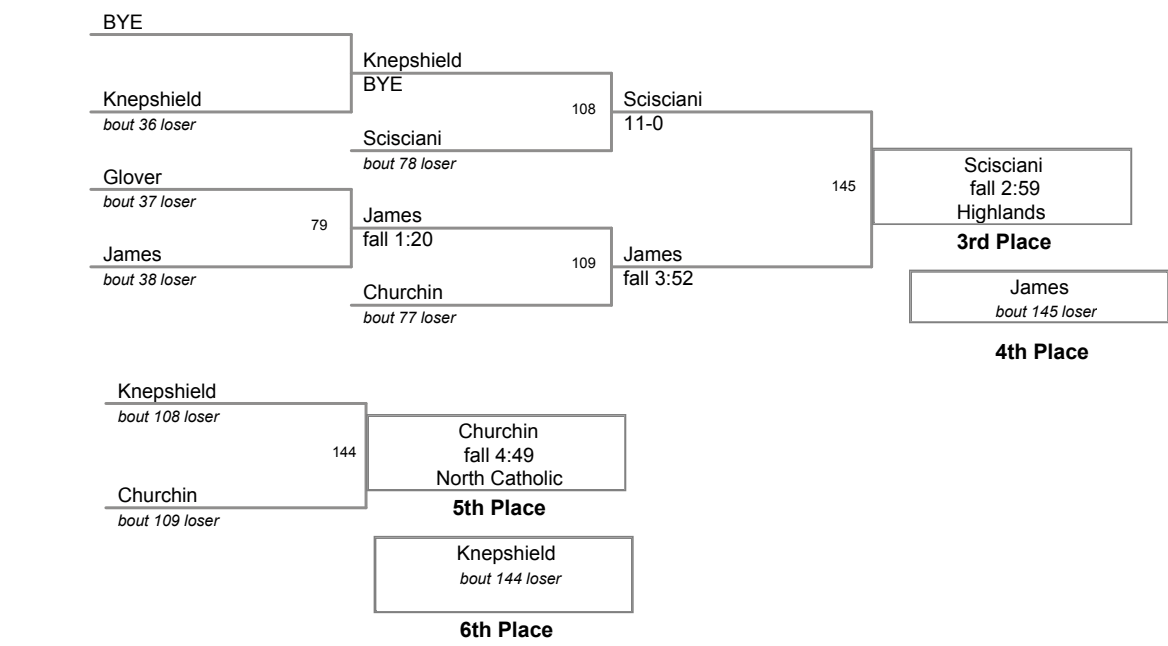 BYE
Knepshield
BYE
Knepshield
bout 36 loser
108
Scisciani
11-0
Scisciani
bout 78 loser
Glover
bout 37 loser
79
James
fall 1:20
James
bout 38 loser
109
James
fall 3:52
Churchin
bout 77 loser
145
Scisciani
fall 2:59
Highlands
3rd Place
James
bout 145 loser
4th Place
Knepshield
bout 108 loser
144
Churchin
fall 4:49
North Catholic
5th Place
Churchin
bout 109 loser
Knepshield
bout 144 loser
6th Place